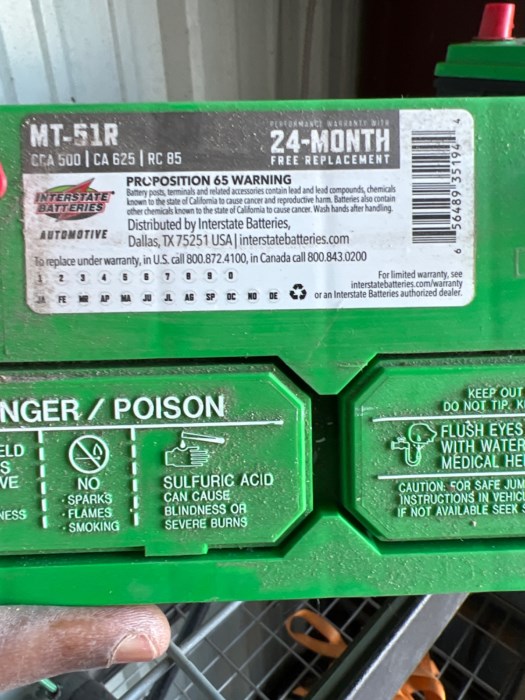 MT-51R
CCA 500 | CA 625 | RC 85
PERFORMANCE WARRANTY WITH
24-MONTH
FREE REPLACEMENT
INTERSTATE
BATTERIES
AUTOMOTIVE
PROPOSITION 65 WARNING
Battery posts, terminals and related accessories contain lead and lead compounds, chemicals
known to the state of California to cause cancer and reproductive harm. Batteries also contain
other chemicals known to the state of California to cause cancer. Wash hands after handling.
Distributed by Interstate Batteries,
Dallas, TX 75251 USA | interstatebatteries.com
To replace under warranty, in U.S. call 800.872.4100, in Canada call 800.843.0200
1 2 3 4 5 6 7 8 9 0
JA FE MR AP MA JU JL AG SP OC NO DE
For limited warranty, see
interstatebatteries.com/warranty
or an Interstate Batteries authorized dealer.
6 56489 35194 4
NGER / POISON
ELD
S
VE
NESS
NO
SPARKS
FLAMES
SMOKING
SULFURIC ACID
CAN CAUSE
BLINDNESS OR
SEVERE BURNS
KEEP OUT
DO NOT TIP. K
FLUSH EYES
WITH WATER
MEDICAL HE
CAUTION: FOR SAFE JUM
INSTRUCTIONS IN VEHIC
IF NOT AVAILABLE SEEK S